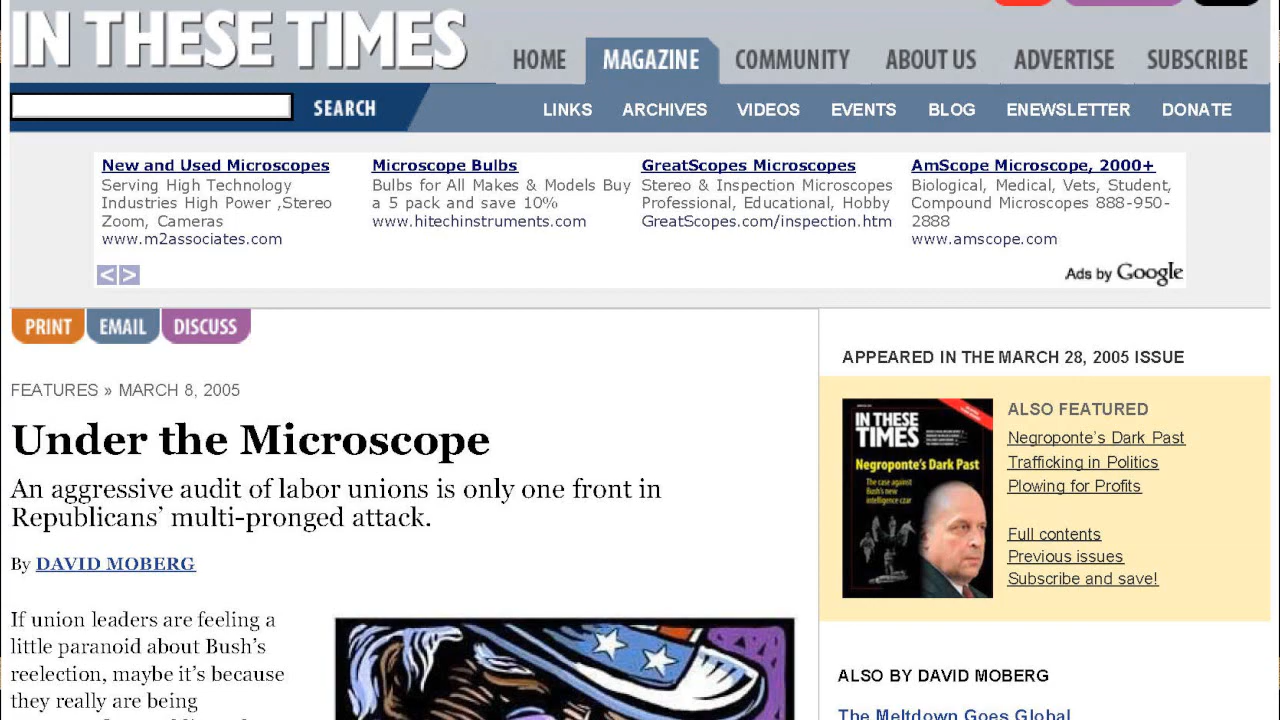 IN THESE TIMES
HOME MAGAZINE COMMUNITY ABOUT US ADVERTISE SUBSCRIBE
SEARCH
LINKS ARCHIVES VIDEOS EVENTS BLOG ENEWSLETTER DONATE
New and Used Microscopes
Serving High Technology
Industries High Power ,Stereo
Zoom, Cameras
www.m2associates.com
Microscope Bulbs
Bulbs for All Makes & Models Buy
a 5 pack and save 10%
www.hitechinstruments.com
GreatScopes Microscopes
Stereo & Inspection Microscopes
Professional, Educational, Hobby
GreatScopes.com/inspection.htm
AmScope Microscope, 2000+
Biological, Medical, Vets, Student,
Compound Microscopes 888-950-
2888
www.amscope.com
< >
Ads by Google
PRINT EMAIL DISCUSS
FEATURES » MARCH 8, 2005
Under the Microscope
An aggressive audit of labor unions is only one front in
Republicans’ multi-pronged attack.
By DAVID MOBERG
If union leaders are feeling a
little paranoid about Bush’s
reelection, maybe it’s because
they really are being
APPEARED IN THE MARCH 28, 2005 ISSUE
IN THESE
TIMES
Negroponte's Dark Past
The case against
Bush's new
intelligence czar
ALSO FEATURED
Negroponte's Dark Past
Trafficking in Politics
Plowing for Profits
Full contents
Previous issues
Subscribe and save!
ALSO BY DAVID MOBERG
The Meltdown Goes Global